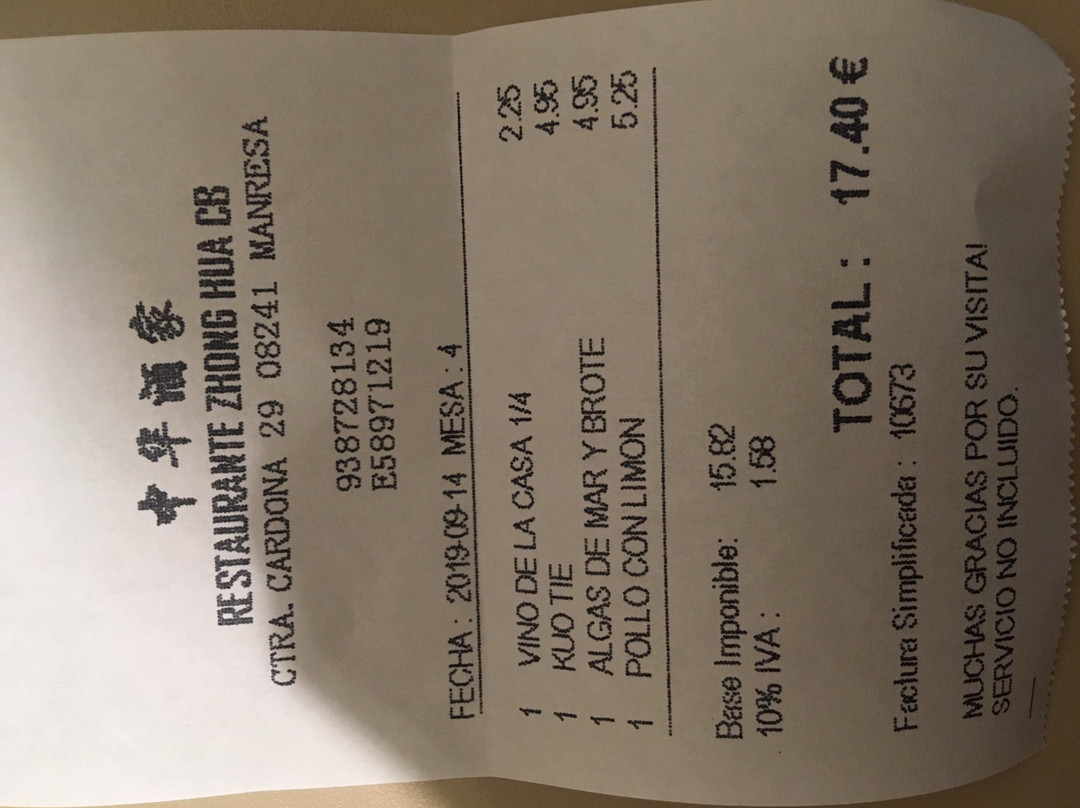 中华酒家
RESTAURANTE ZHONG HUA CB
CTRA. CARDONA 29 08241 MANRESA
938728134
E58971219
FECHA : 2019-09-14 MESA : 4
1 VINO DE LA CASA 1/4 2.25
1 KUO TIE 4.95
1 ALGAS DE MAR Y BROTE 4.95
1 POLLO CON LIMON 5.25
Base Imponible: 15.82
10% IVA : 1.58
TOTAL : 17.40 €
Factura Simplificada : 10673
MUCHAS GRACIAS POR SU VISITA!
SERVICIO NO INCLUIDO.